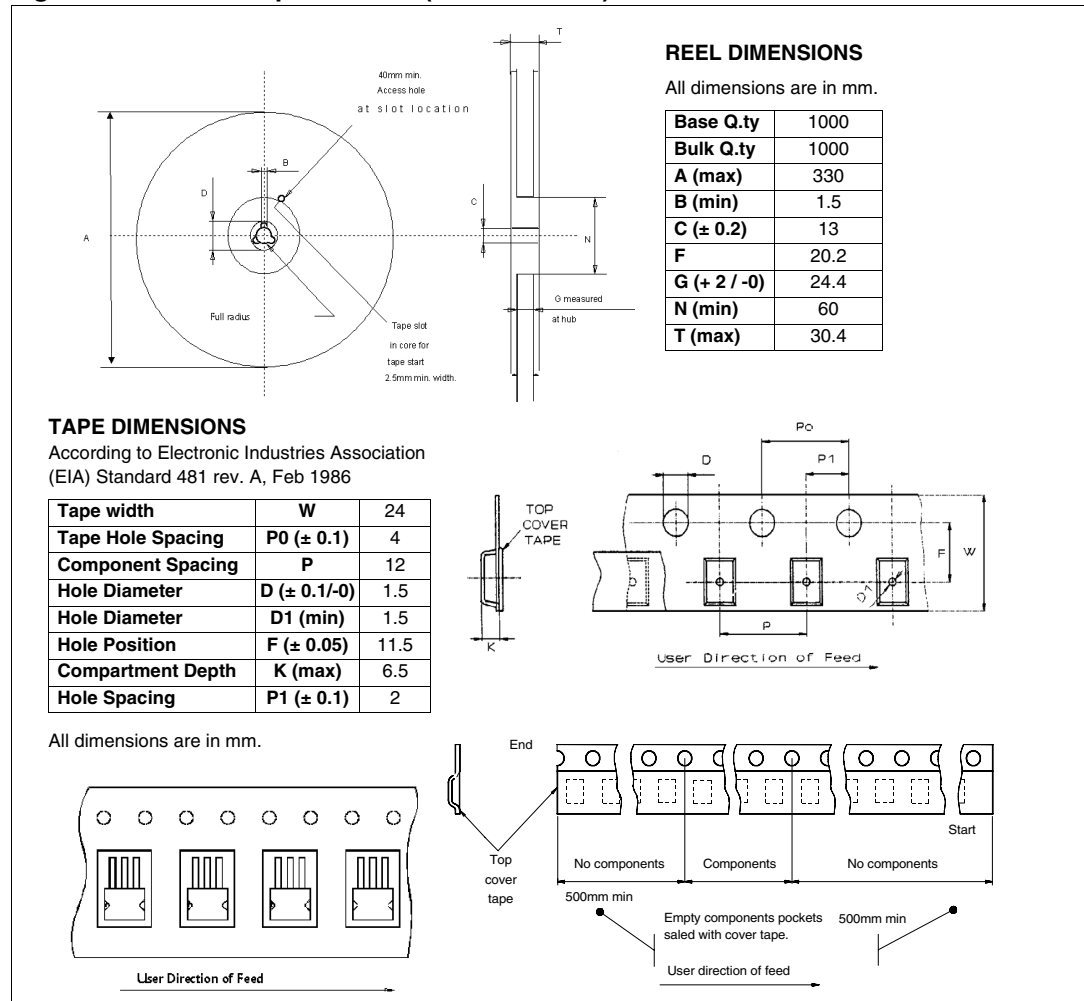 T
40mm min.
Access hole
at slot location
B
D
C
A
N
G measured
at hub
Full radius
Tape slot
in core for
tape start
2.5mm min. width.
REEL DIMENSIONS
All dimensions are in mm.
Base Q.ty 1000
Bulk Q.ty 1000
A (max) 330
B (min) 1.5
C (± 0.2) 13
F 20.2
G (+ 2 / -0) 24.4
N (min) 60
T (max) 30.4
TAPE DIMENSIONS
According to Electronic Industries Association
(EIA) Standard 481 rev. A, Feb 1986
Tape width W 24
Tape Hole Spacing P0 (± 0.1) 4
Component Spacing P 12
Hole Diameter D (± 0.1/-0) 1.5
Hole Diameter D1 (min) 1.5
Hole Position F (± 0.05) 11.5
Compartment Depth K (max) 6.5
Hole Spacing P1 (± 0.1) 2
All dimensions are in mm.
Po
D
P1
TOP
COVER
TAPE
F
W
D1
P
K
User Direction of Feed
End
Start
Top
cover
tape
No components
Components
No components
500mm min
Empty components pockets
saled with cover tape.
500mm min
User direction of feed
User Direction of Feed